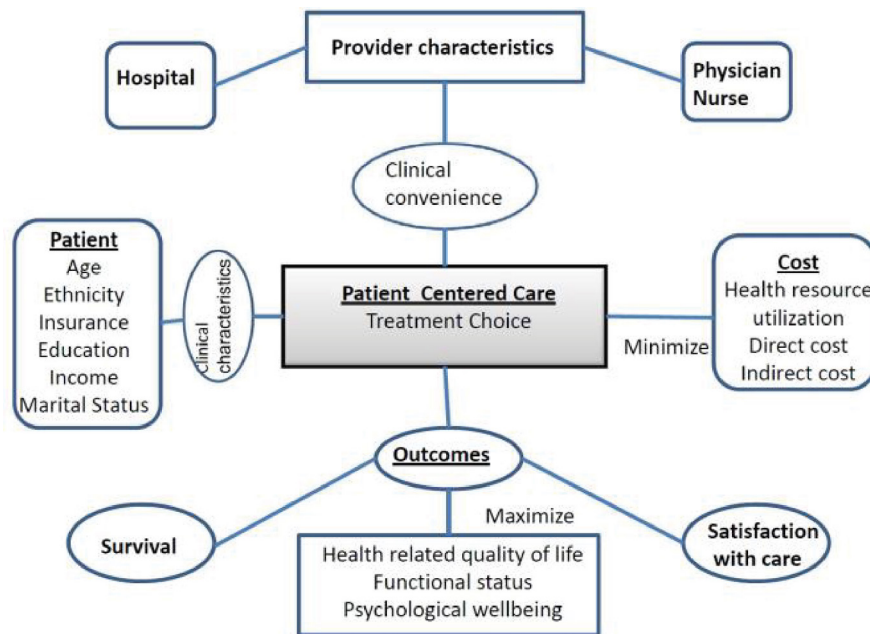 Provider characteristics
Hospital
Physician
Nurse
Clinical
convenience
Patient
Age
Ethnicity
Insurance
Education
Income
Marital Status
Clinical
characteristics
Patient Centered Care
Treatment Choice
Minimize
Cost
Health resource
utilization
Direct cost
Indirect cost
Outcomes
Survival
Maximize
Health related quality of life
Functional status
Psychological wellbeing
Satisfaction
with care